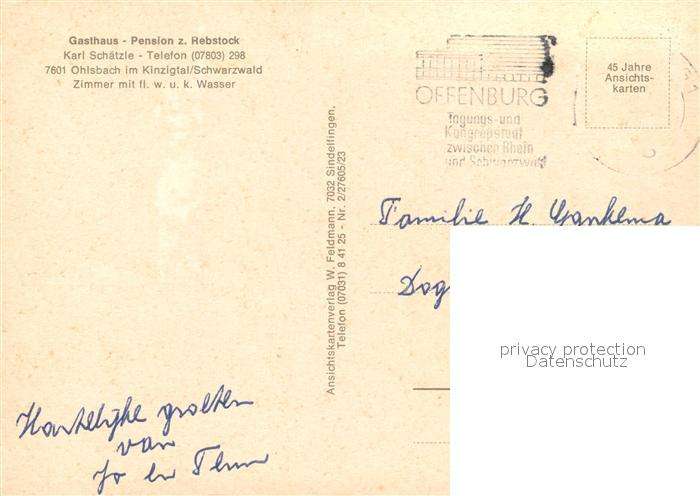 Gasthaus - Pension z. Rebstock
Karl Schätzle - Telefon (07803) 298
7601 Ohlsbach im Kinzigtal/Schwarzwald
Zimmer mit fl. w. u. k. Wasser
Hartelijke groeten
van
Jo en
Ansichtskartenverlag W. Feldmann, 7032 Sindelfingen,
Telefon (07031) 8 41 25 - Nr. 2/27605/23
OFFENBURG
Tagungs- und
Kongreßstadt
zwischen Rhein
und Schwarzwald
45 Jahre
Ansichts-
karten
Familie H.
privacy protection
Datenschutz